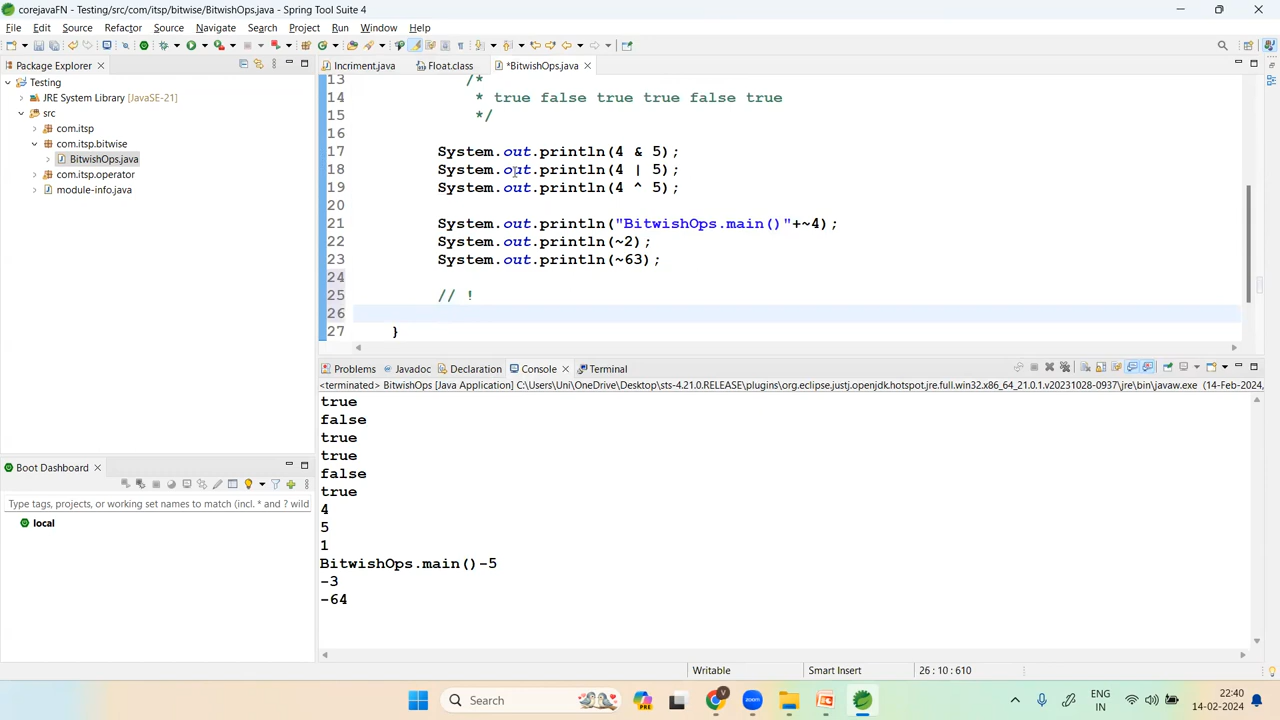 corejavaFN - Testing/src/com/itsp/bitwise/BitwishOps.java - Spring Tool Suite 4
File Edit Source Refactor Source Navigate Search Project Run Window Help
Package Explorer
Incriment.java Float.class *BitwishOps.java
Testing
JRE System Library [JavaSE-21]
src
com.itsp
com.itsp.bitwise
BitwishOps.java
com.itsp.operator
module-info.java
13 /*
14 * true false true true false true
15 */
16
17 System.out.println(4 & 5);
18 System.out.println(4 | 5);
19 System.out.println(4 ^ 5);
20
21 System.out.println("BitwishOps.main()"+~4);
22 System.out.println(~2);
23 System.out.println(~63);
24
25 // !
26
27 }
Problems Javadoc Declaration Console Terminal
<terminated> BitwishOps [Java Application] C:\Users\Uni\OneDrive\Desktop\sts-4.21.0.RELEASE\plugins\org.eclipse.justj.openjdk.hotspot.jre.full.win32.x86_64_21.0.1.v20231028-0937\jre\bin\javaw.exe (14-Feb-2024,
true
false
true
true
false
true
4
5
1
BitwishOps.main()-5
-3
-64
Boot Dashboard
Type tags, projects, or working set names to match (incl. * and ? wild
local
Writable Smart Insert 26 : 10 : 610
Search
PRE
V
ENG
IN
22:40
14-02-2024